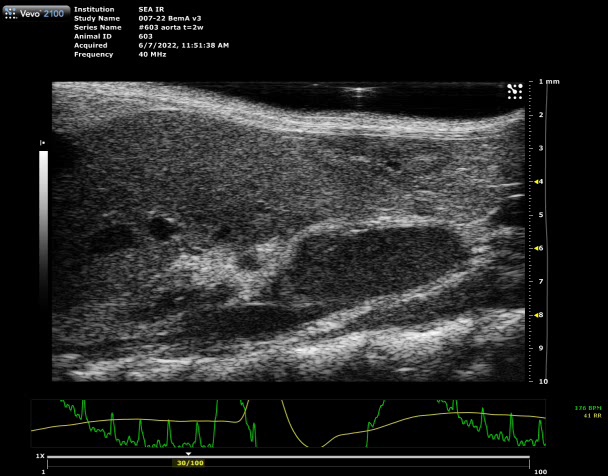 Vevo 2100
Institution SEA IR
Study Name 007-22 BemA v3
Series Name #603 aorta t=2w
Animal ID 603
Acquired 6/7/2022, 11:51:38 AM
Frequency 40 MHz
1 mm
2
3
4
5
6
7
8
9
10
BPM
41 RR
1X
30/100
1
100